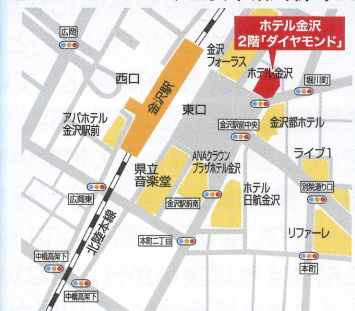 広岡
ホテル金沢
2階「ダイヤモンド」
金沢
フォーラス
ホテル金沢
堀川町
西口
金沢駅
東口
アパホテル
金沢駅前
金沢駅前中央
金沢都ホテル
ライブ1
県立
音楽堂
ANAクラウン
プラザホテル金沢
広岡東
金沢駅前南
ホテル
日航金沢
別院通り口
北陸本線
本町二丁目
リファーレ
中橋高架下
本町
中橋高架下